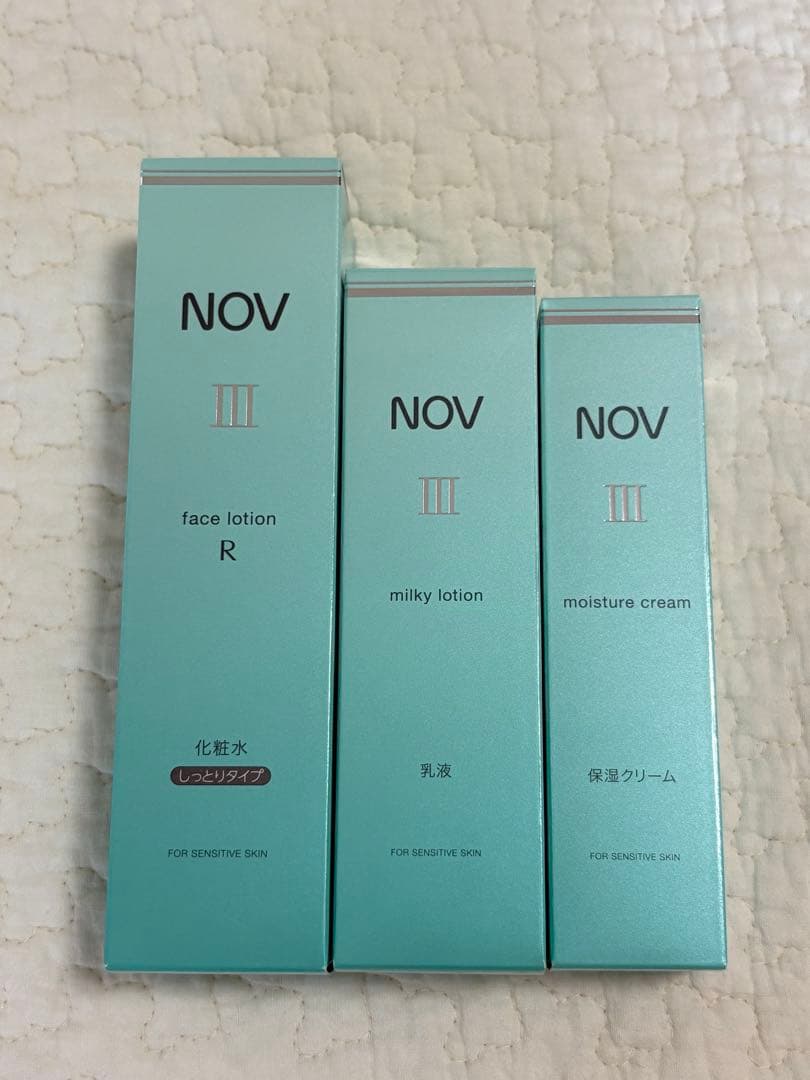 NOV
III
face lotion
R
化粧水
しっとりタイプ
FOR SENSITIVE SKIN
NOV
III
milky lotion
乳液
FOR SENSITIVE SKIN
NOV
III
moisture cream
保湿クリーム
FOR SENSITIVE SKIN